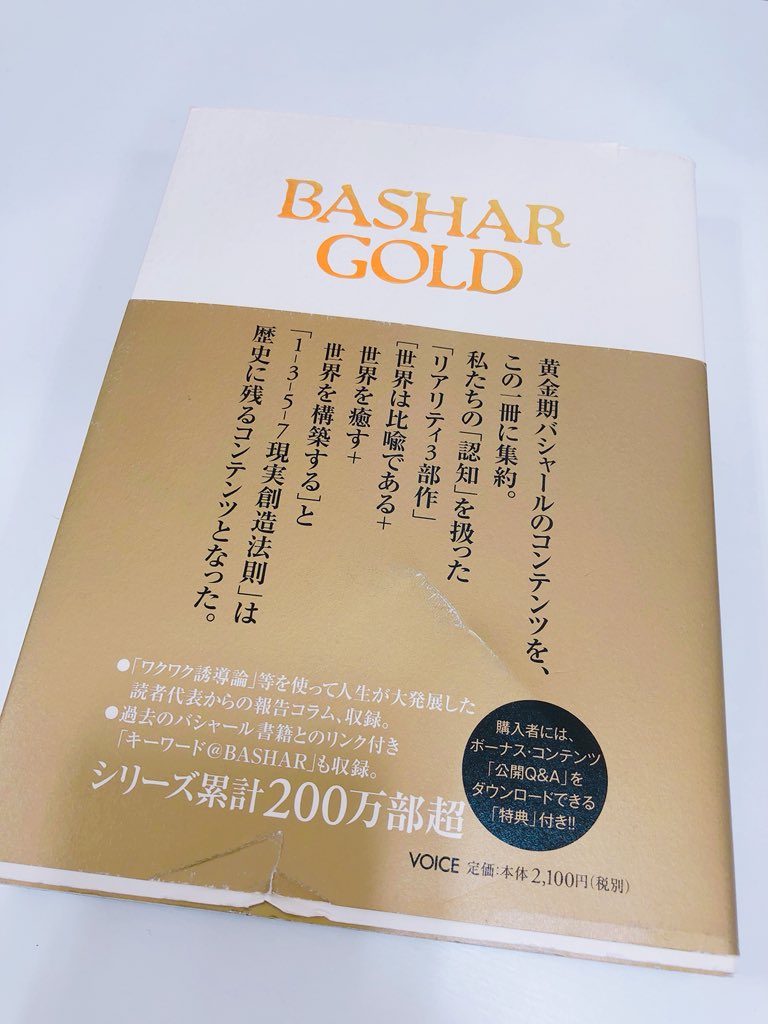 BASHAR
GOLD
黄金期バシャールのコンテンツを、
この一冊に集約。
私たちの「認知」を扱った
「リアリティ3部作」
[世界は比喩である+
世界を癒す+
世界を構築する]と
「1-3-5-7現実創造法則」は
歴史に残るコンテンツとなった。
●「ワクワク誘導論」等を使って人生が大発展した
読者代表からの報告コラム、収録。
●過去のバシャール書籍とのリンク付き
「キーワード@BASHAR」も収録。
シリーズ累計200万部超
購入者には、
ボーナス・コンテンツ
「公開Q&A」を
ダウンロードできる
「特典」付き!!
VOICE 定価:本体2,100円(税別)